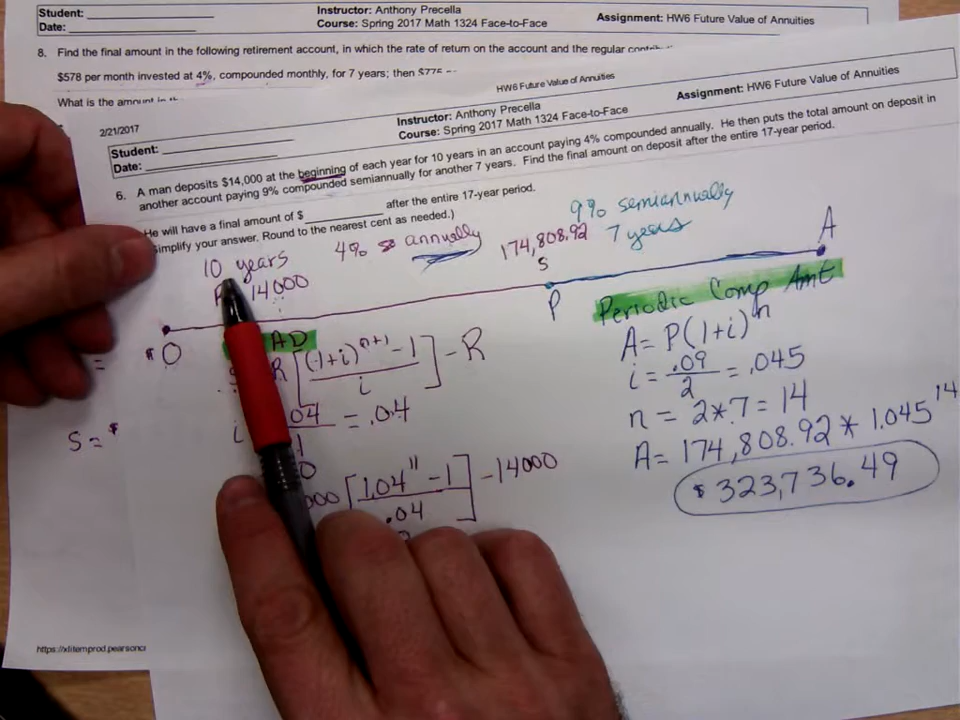 Student:
Date:
Instructor: Anthony Precella
Course: Spring 2017 Math 1324 Face-to-Face
Assignment: HW6 Future Value of Annuities
8. Find the final amount in the following retirement account, in which the rate of return on the account and the regular
$578 per month invested at 4%, compounded monthly, for 7 years; then
What is the amount
HW6 Future Value of Annuities
2/21/2017
Student:
Date:
Instructor: Anthony Precella
Course: Spring 2017 Math 1324 Face-to-Face
Assignment: HW6 Future Value of Annuities
6. A man deposits $14,000 at the beginning of each year for 10 years in an account paying 4% compounded annually. He then puts the total amount on deposit in
another account paying 9% compounded semiannually for another 7 years. Find the final amount on deposit after the entire 17-year period.
He will have a final amount of $ after the entire 17-year period.
Simplify your answer. Round to the nearest cent as needed.)
10 years
14000
4% annually
174,808.92
S
9% semiannually
7 years
A
P
$0
AD
R[((1+i)^(n+1) - 1)/i] - R
i .04/1 = .04
0
000 [(1.04^11 - 1)/.04] - 14000
=
S = $
Periodic Comp Amt
A = P(1+i)^n
i = .09/2 = .045
n = 2*7 = 14
A = 174,808.92 * 1.045^14
$323,736.49